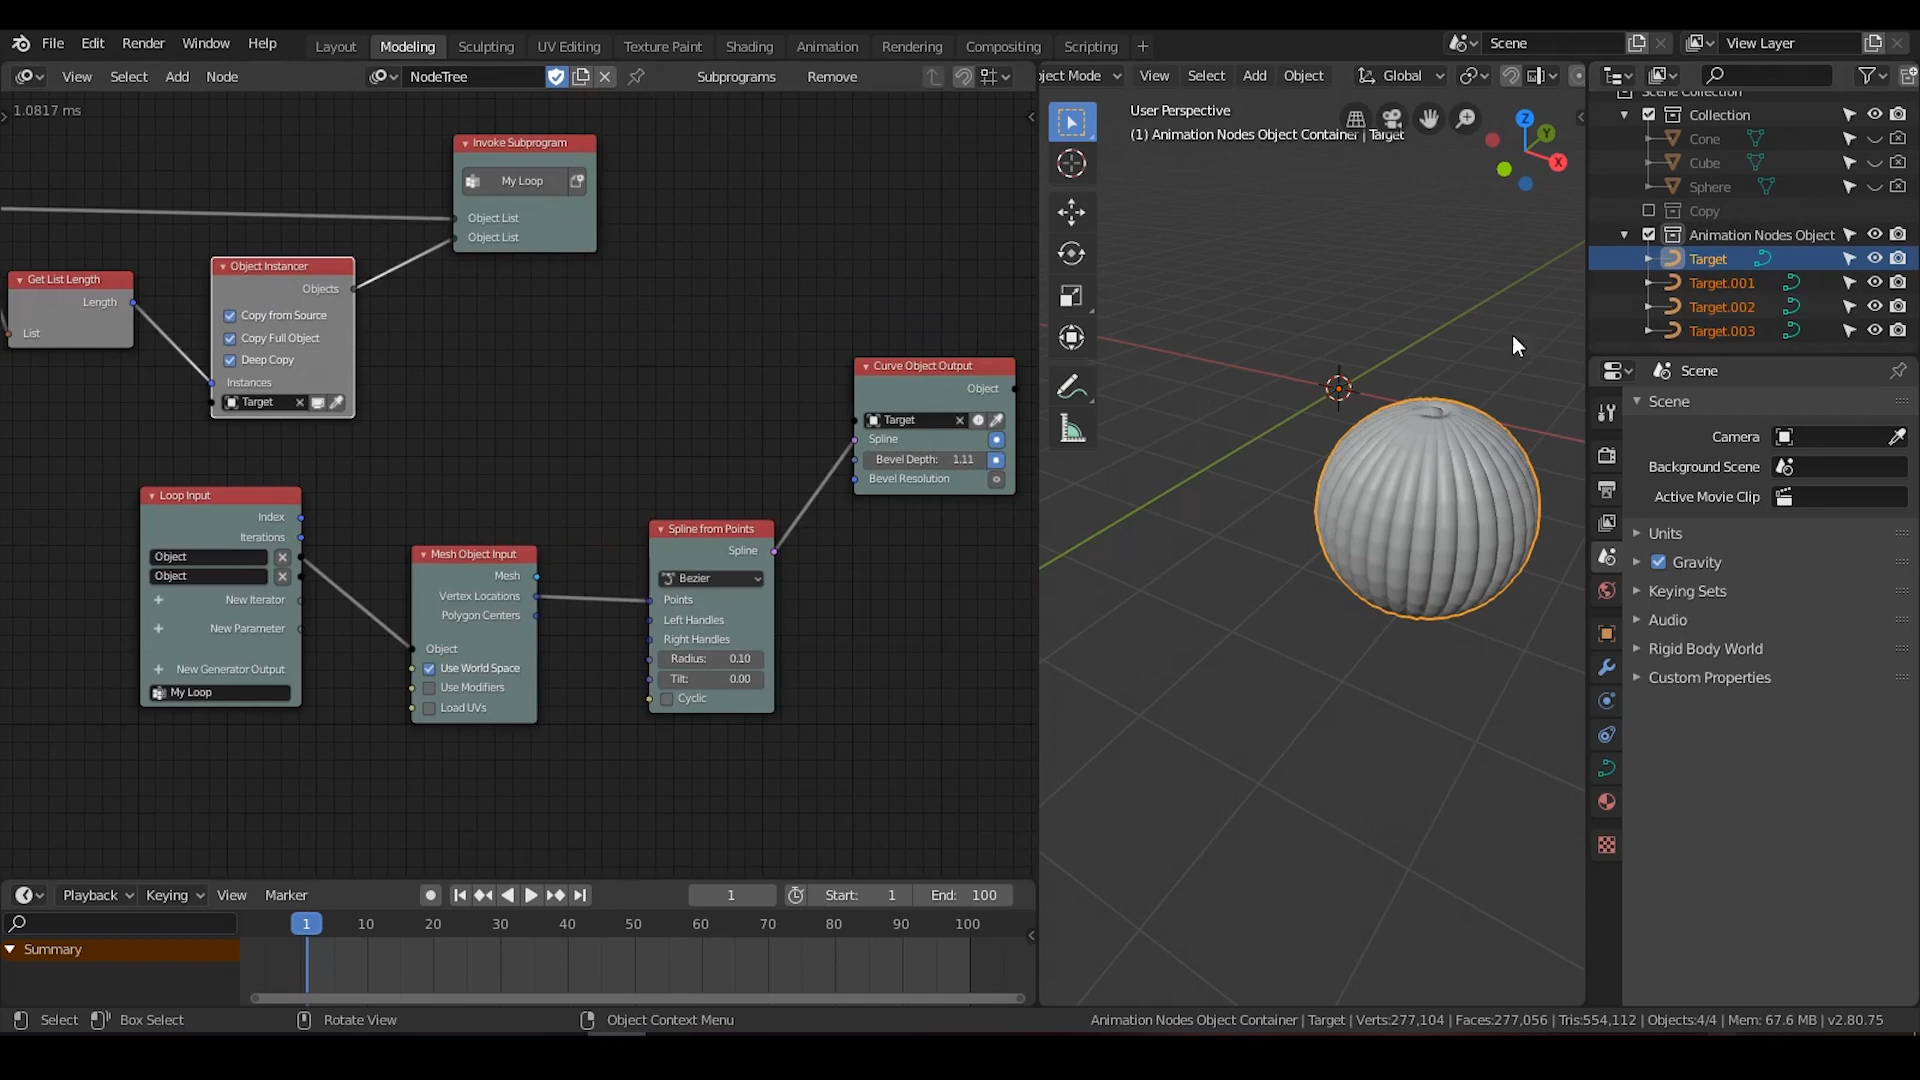 File Edit Render Window Help Layout Modeling Sculpting UV Editing Texture Paint Shading Animation Rendering Compositing Scripting + Scene View Layer
View Select Add Node NodeTree Subprograms Remove
ject Mode View Select Add Object Global
1.0817 ms
User Perspective
(1) Animation Nodes Object Container | Target
Z
Y
X
Invoke Subprogram
My Loop
Object List
Object List
Get List Length
Length
List
Object Instancer
Objects
Copy from Source
Copy Full Object
Deep Copy
Instances
Target
Curve Object Output
Object
Target
Spline
Bevel Depth: 1.11
Bevel Resolution
Loop Input
Index
Iterations
Object
Object
New Iterator
New Parameter
New Generator Output
My Loop
Mesh Object Input
Mesh
Vertex Locations
Polygon Centers
Object
Use World Space
Use Modifiers
Load UVs
Spline from Points
Spline
Bezier
Points
Left Handles
Right Handles
Radius: 0.10
Tilt: 0.00
Cyclic
Scene Collection
Collection
Cone
Cube
Sphere
Copy
Animation Nodes Object
Target
Target.001
Target.002
Target.003
Scene
Scene
Camera
Background Scene
Active Movie Clip
Units
Gravity
Keying Sets
Audio
Rigid Body World
Custom Properties
Playback Keying View Marker 1 Start: 1 End: 100
1 10 20 30 40 50 60 70 80 90 100
Summary
Select Box Select Rotate View Object Context Menu Animation Nodes Object Container | Target | Verts:277,104 | Faces:277,056 | Tris:554,112 | Objects:4/4 | Mem: 67.6 MB | v2.80.75